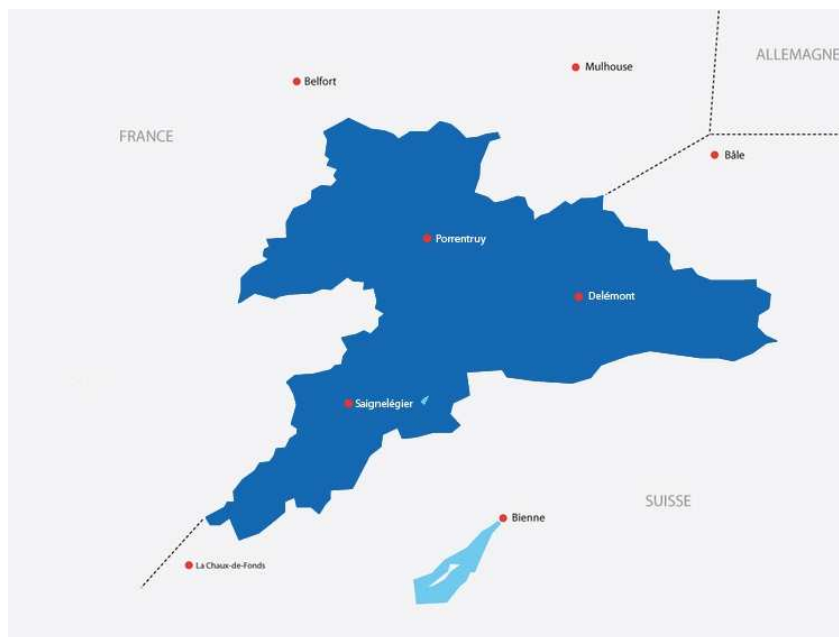 ALLEMAGNE
Mulhouse
Belfort
FRANCE
Bâle
Porrentruy
Delémont
Saignelégier
SUISSE
Bienne
La Chaux-de-Fonds